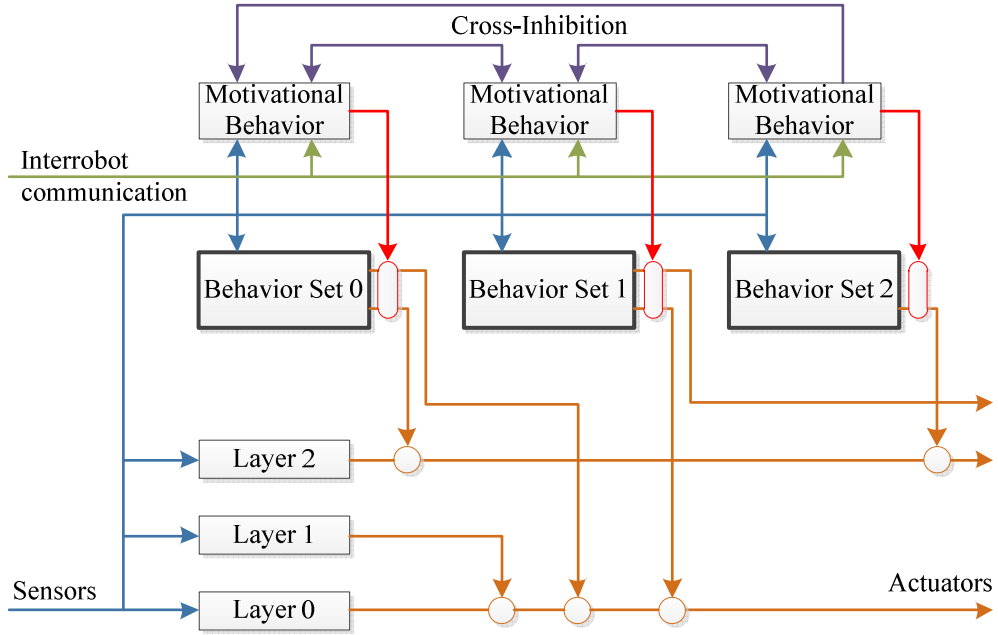 Cross-Inhibition
Motivational
Behavior
Motivational
Behavior
Motivational
Behavior
Interrobot
communication
Behavior Set 0
Behavior Set 1
Behavior Set 2
Layer 2
Layer 1
Sensors
Layer 0
Actuators